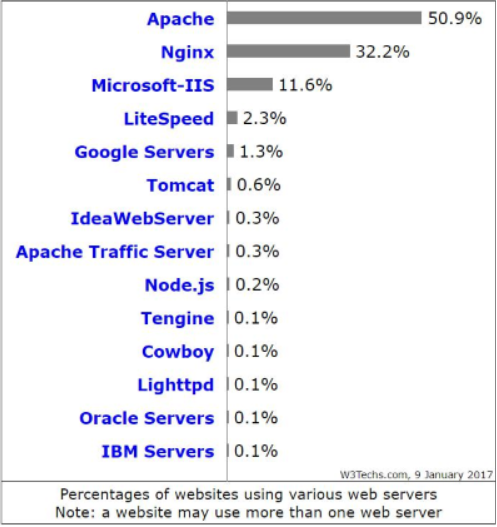 Apache 50.9%
Nginx 32.2%
Microsoft-IIS 11.6%
LiteSpeed 2.3%
Google Servers 1.3%
Tomcat 0.6%
IdeaWebServer 0.3%
Apache Traffic Server 0.3%
Node.js 0.2%
Tengine 0.1%
Cowboy 0.1%
Lighttpd 0.1%
Oracle Servers 0.1%
IBM Servers 0.1%
W3Techs.com, 9 January 2017
Percentages of websites using various web servers
Note: a website may use more than one web server